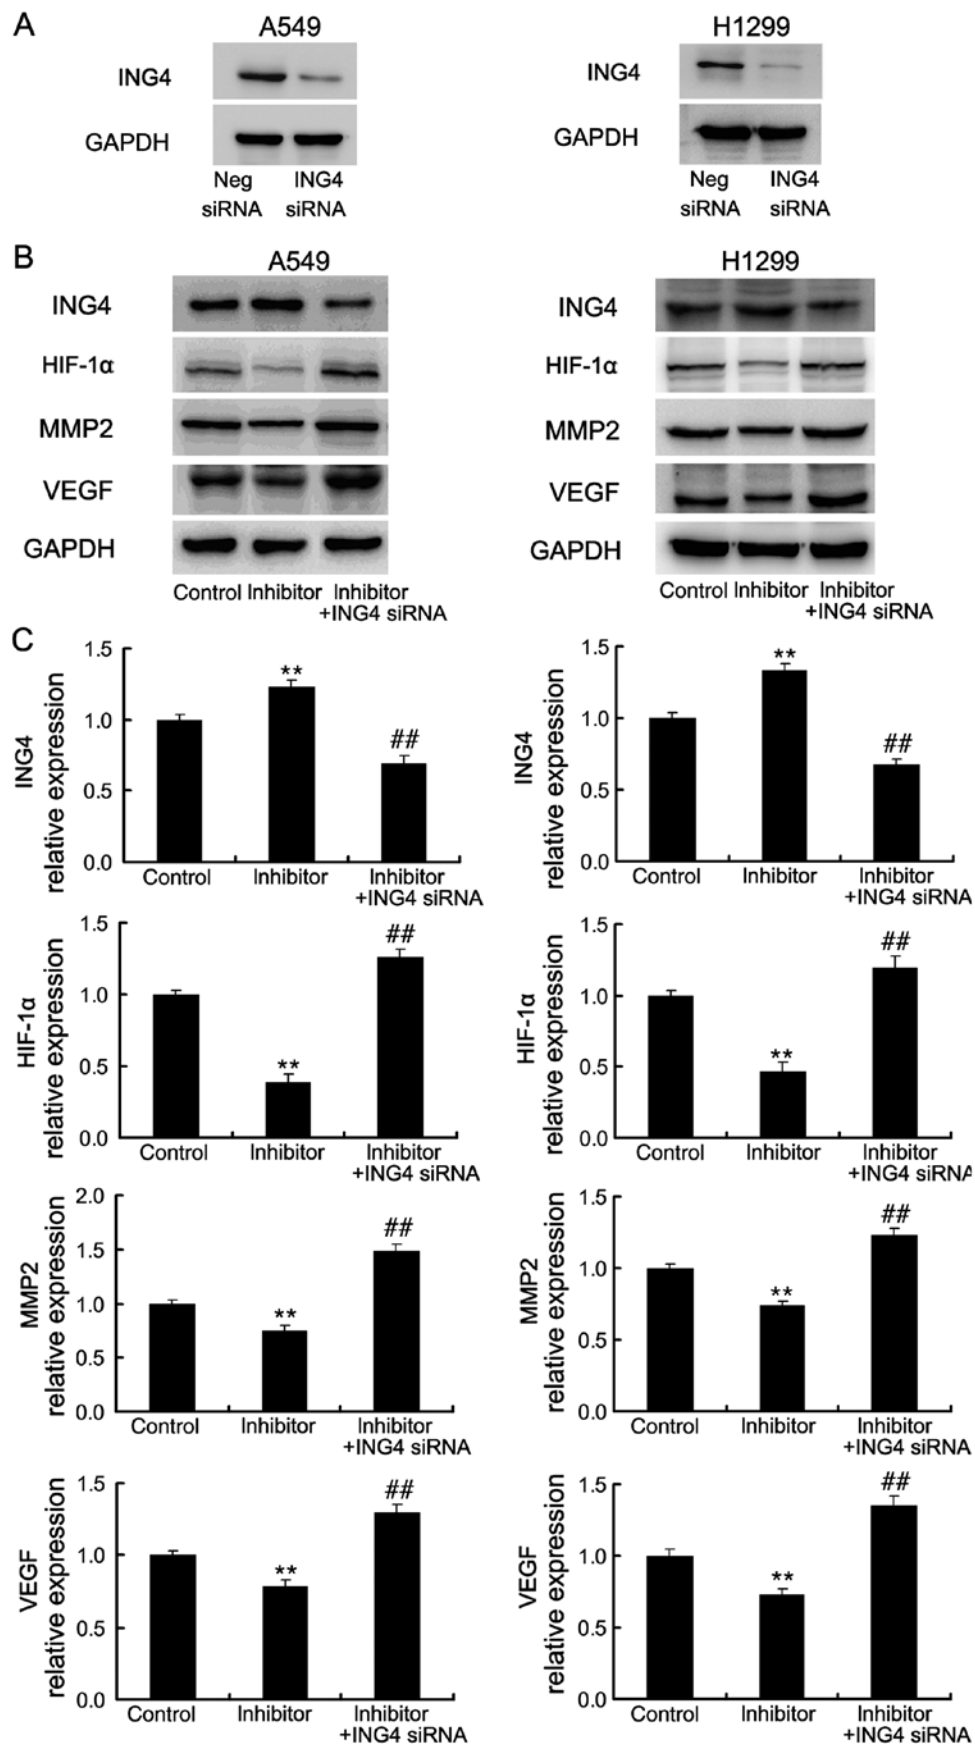 A
A549
H1299
ING4
ING4
GAPDH
GAPDH
Neg
siRNA
ING4
siRNA
Neg
siRNA
ING4
siRNA
B
A549
H1299
ING4
HIF-1α
MMP2
VEGF
GAPDH
Control Inhibitor Inhibitor
+ING4 siRNA
ING4
HIF-1α
MMP2
VEGF
GAPDH
Control Inhibitor Inhibitor
+ING4 siRNA
C
ING4
relative expression
1.5
1.0
0.5
0.0
**
##
Control Inhibitor Inhibitor
+ING4 siRNA
ING4
relative expression
1.5
1.0
0.5
0.0
**
##
Control Inhibitor Inhibitor
+ING4 siRNA
HIF-1α
relative expression
1.5
1.0
0.5
0.0
**
##
Control Inhibitor Inhibitor
+ING4 siRNA
HIF-1α
relative expression
1.5
1.0
0.5
0.0
**
##
Control Inhibitor Inhibitor
+ING4 siRNA
MMP2
relative expression
2.0
1.5
1.0
0.5
0.0
**
##
Control Inhibitor Inhibitor
+ING4 siRNA
MMP2
relative expression
1.5
1.0
0.5
0.0
**
##
Control Inhibitor Inhibitor
+ING4 siRNA
VEGF
relative expression
1.5
1.0
0.5
0.0
**
##
Control Inhibitor Inhibitor
+ING4 siRNA
VEGF
relative expression
1.5
1.0
0.5
0.0
**
##
Control Inhibitor Inhibitor
+ING4 siRNA